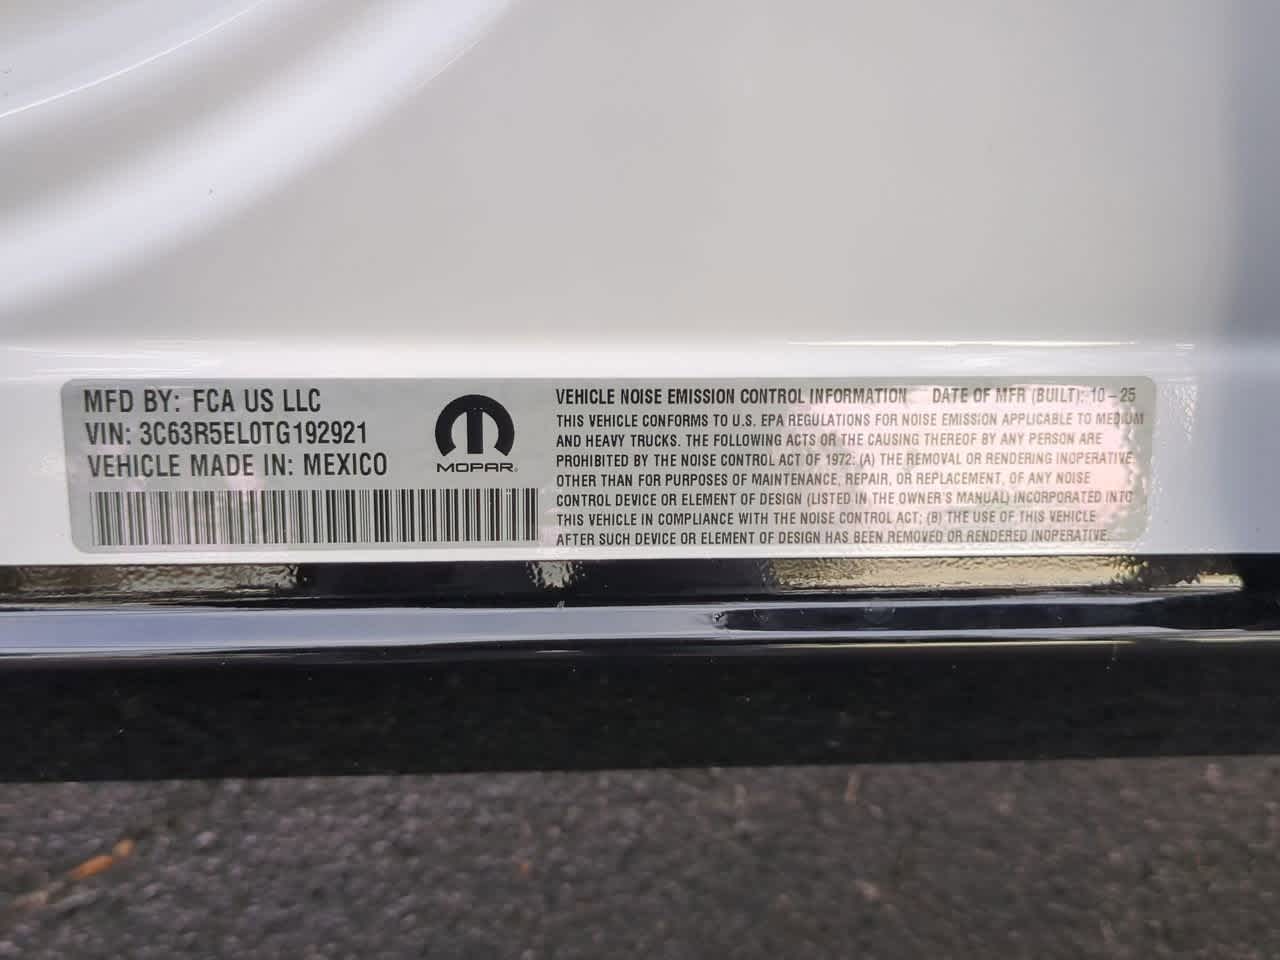 MFD BY: FCA US LLC
VIN: 3C63R5EL0TG192921
VEHICLE MADE IN: MEXICO
MOPAR
VEHICLE NOISE EMISSION CONTROL INFORMATION DATE OF MFR (BUILT): 10-25
THIS VEHICLE CONFORMS TO U.S. EPA REGULATIONS FOR NOISE EMISSION APPLICABLE TO MEDIUM
AND HEAVY TRUCKS. THE FOLLOWING ACTS OR THE CAUSING THEREOF BY ANY PERSON ARE
PROHIBITED BY THE NOISE CONTROL ACT OF 1972: (A) THE REMOVAL OR RENDERING INOPERATIVE
OTHER THAN FOR PURPOSES OF MAINTENANCE, REPAIR, OR REPLACEMENT, OF ANY NOISE
CONTROL DEVICE OR ELEMENT OF DESIGN (LISTED IN THE OWNER'S MANUAL) INCORPORATED INTO
THIS VEHICLE IN COMPLIANCE WITH THE NOISE CONTROL ACT; (B) THE USE OF THIS VEHICLE
AFTER SUCH DEVICE OR ELEMENT OF DESIGN HAS BEEN REMOVED OR RENDERED INOPERATIVE.